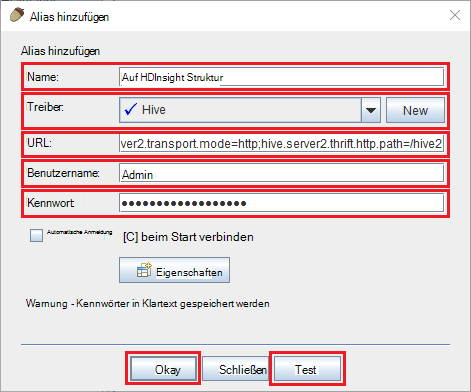 Alias hinzufügen
Alias hinzufügen
Name: Auf HDInsight Struktur
Treiber: Hive New
URL: ver2.transport.mode=http;hive.server2.thrift.http.path=/hive2
Benutzername: Admin
Kennwort ••••••••••••••••••
Automatische Anmeldung [C] beim Start verbinden
Eigenschaften
Warnung - Kennwörter in Klartext gespeichert werden
Okay Schließen Test